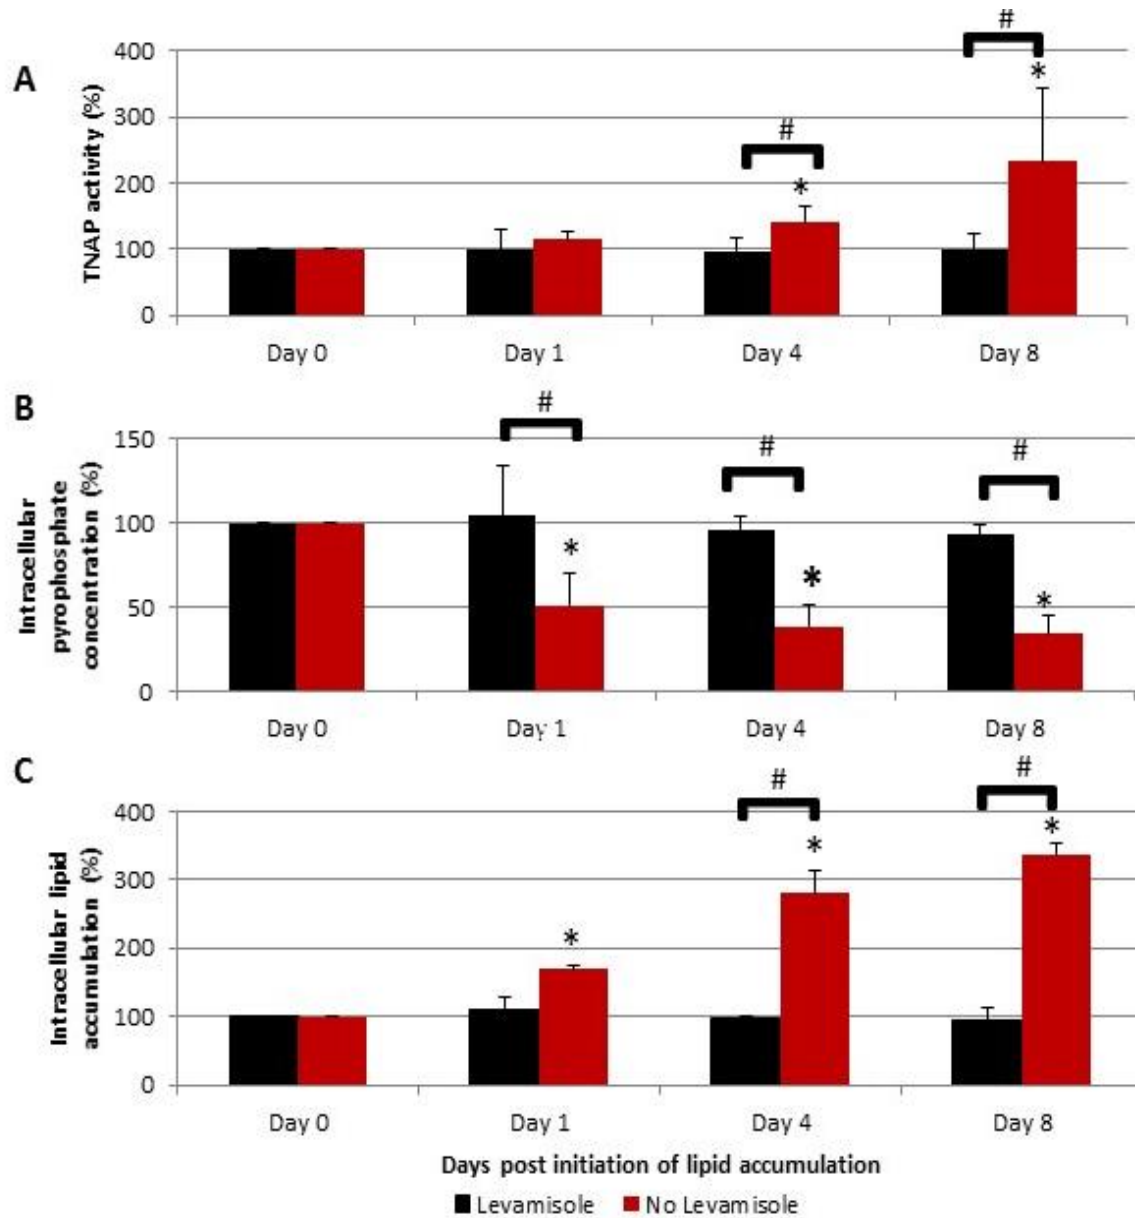 A
TNAP activity (%)
400
300
200
100
0
#
*
#
*
Day 0
Day 1
Day 4
Day 8
B
Intracellular
pyrophosphate
concentration (%)
150
100
50
0
#
*
#
*
#
*
Day 0
Day 1
Day 4
Day 8
C
Intracellular lipid
accumulation (%)
400
300
200
100
0
*
#
*
#
*
Day 0
Day 1
Day 4
Day 8
Days post initiation of lipid accumulation
Levamisole No Levamisole